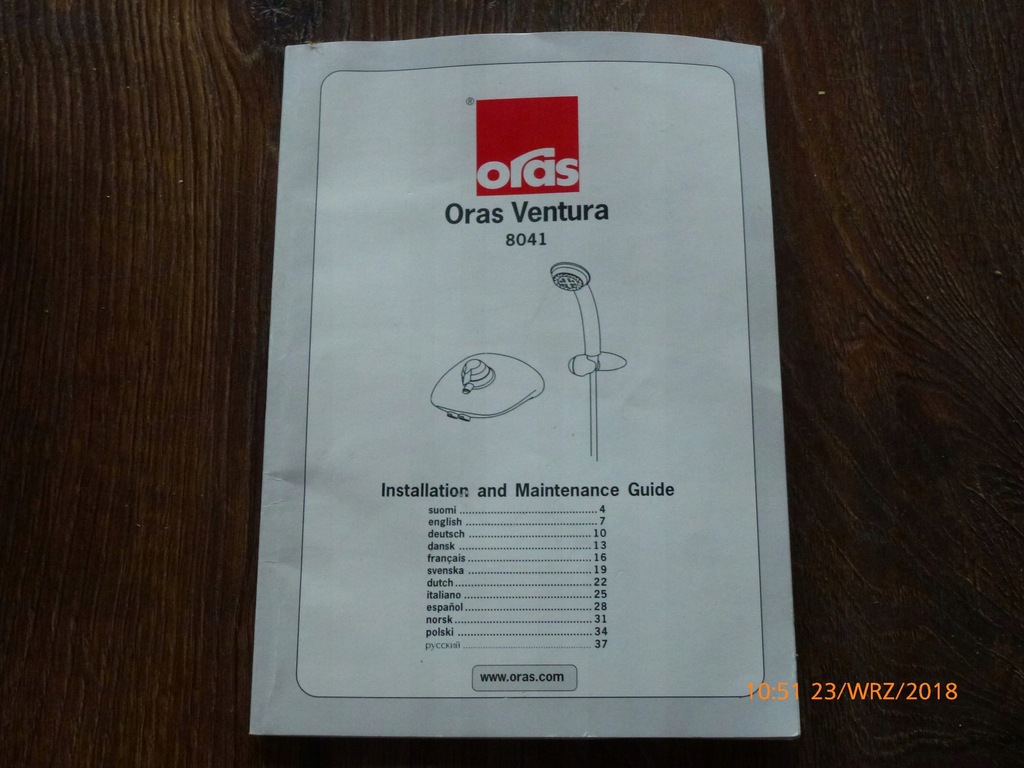 ®
oras
Oras Ventura
8041
Installation and Maintenance Guide
suomi ........................................ 4
english ...................................... 7
deutsch ................................... 10
dansk ...................................... 13
français ................................... 16
svenska ................................... 19
dutch ....................................... 22
italiano ..................................... 25
español .................................... 28
norsk ....................................... 31
polski ...................................... 34
русский ................................... 37
www.oras.com
10:51 23/WRZ/2018